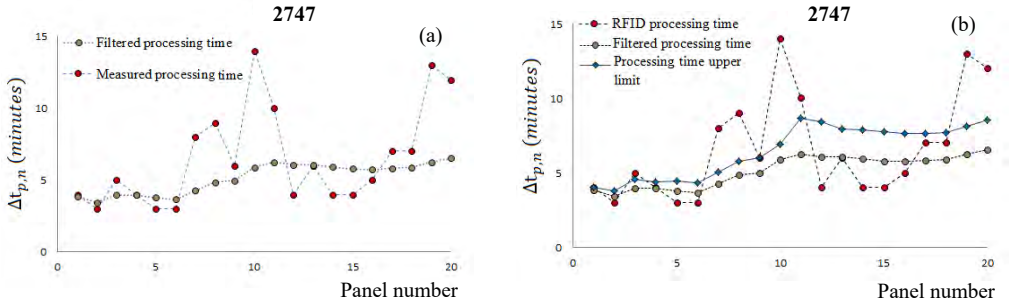 2747
(a)
Filtered processing time
Measured processing time
Δt_{p,n} (minutes)
15
10
5
0
0
5
10
15
20
Panel number
2747
(b)
RFID processing time
Filtered processing time
Processing time upper
limit
Δt_{p,n} (minutes)
15
10
5
0
0
5
10
15
20
Panel number